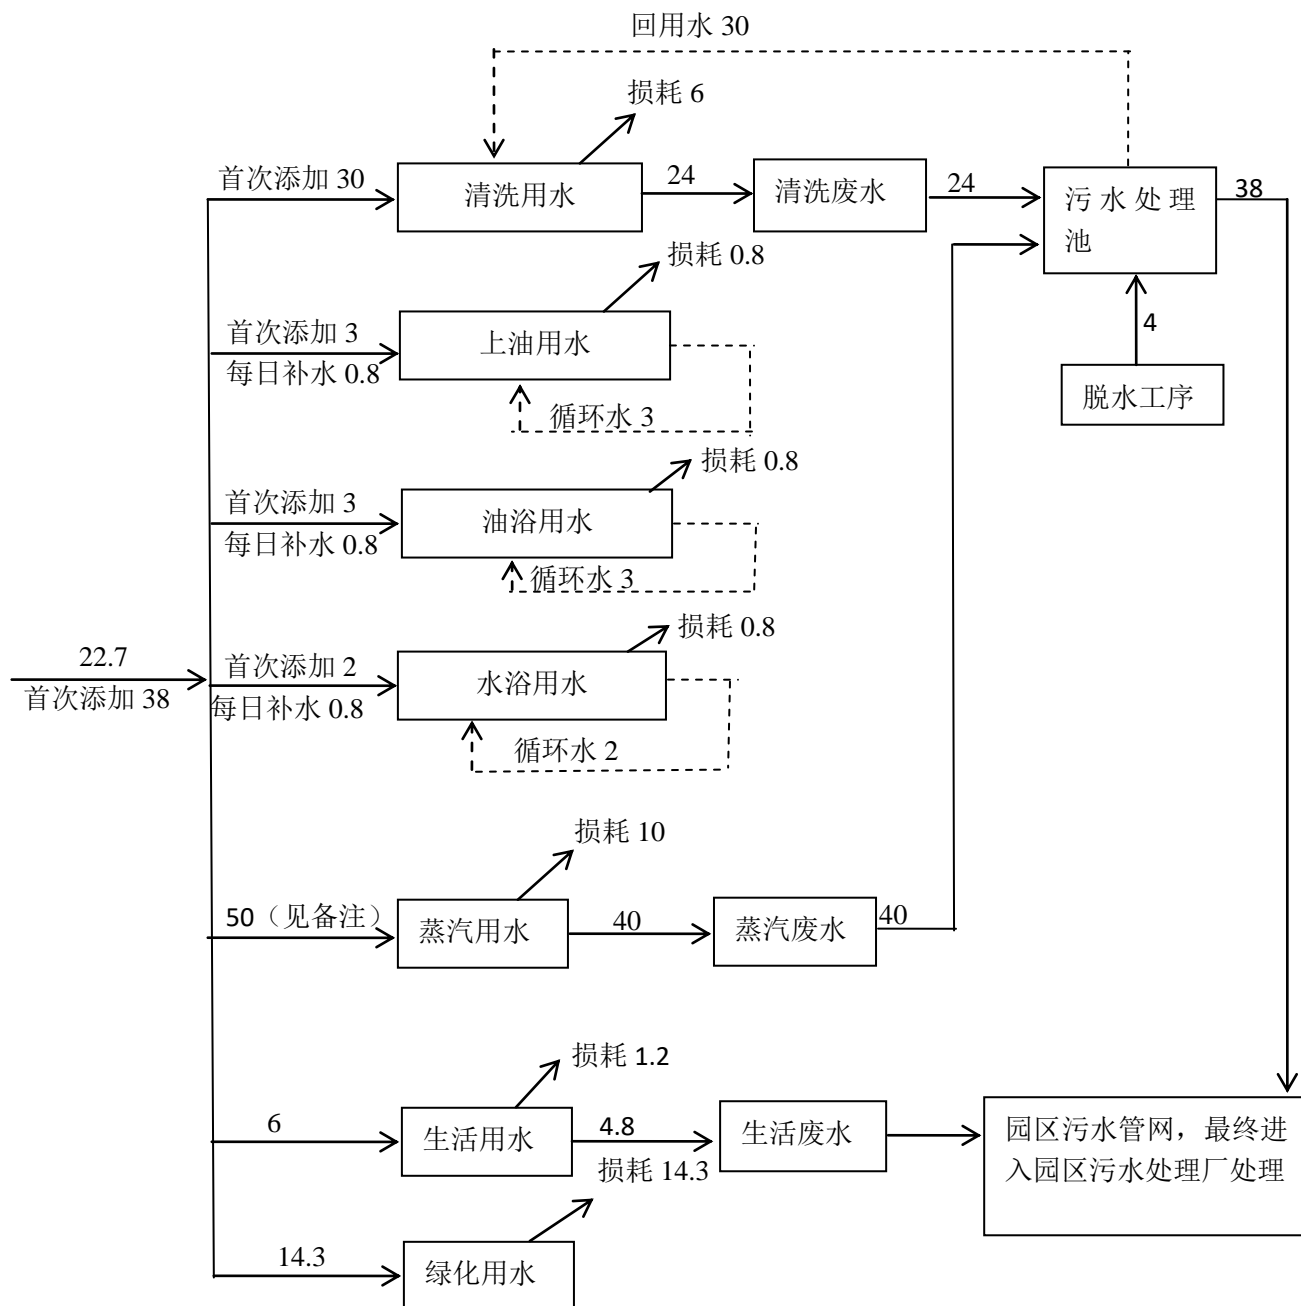 回用水 30
损耗 6
首次添加 30
清洗用水
24
清洗废水
24
污水处理
池
38
损耗 0.8
首次添加 3
每日补水 0.8
上油用水
循环水 3
4
脱水工序
损耗 0.8
首次添加 3
每日补水 0.8
油浴用水
循环水 3
损耗 0.8
22.7
首次添加 38
首次添加 2
每日补水 0.8
水浴用水
循环水 2
损耗 10
50（见备注）
蒸汽用水
40
蒸汽废水
40
损耗 1.2
6
生活用水
4.8
生活废水
园区污水管网，最终进
入园区污水处理厂处理
损耗 14.3
14.3
绿化用水